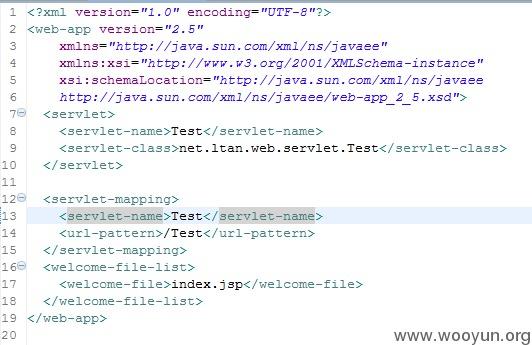 1 <?xml version="1.0" encoding="UTF-8"?>
2 <web-app version="2.5"
3 xmlns="http://java.sun.com/xml/ns/javaee"
4 xmlns:xsi="http://www.w3.org/2001/XMLSchema-instance"
5 xsi:schemaLocation="http://java.sun.com/xml/ns/javaee
6 http://java.sun.com/xml/ns/javaee/web-app_2_5.xsd">
7 <servlet>
8 <servlet-name>Test</servlet-name>
9 <servlet-class>net.ltan.web.servlet.Test</servlet-class>
10 </servlet>
11
12 <servlet-mapping>
13 <servlet-name>Test</servlet-name>
14 <url-pattern>/Test</url-pattern>
15 </servlet-mapping>
16 <welcome-file-list>
17 <welcome-file>index.jsp</welcome-file>
18 </welcome-file-list>
19 </web-app>
20
www.wooyun.org